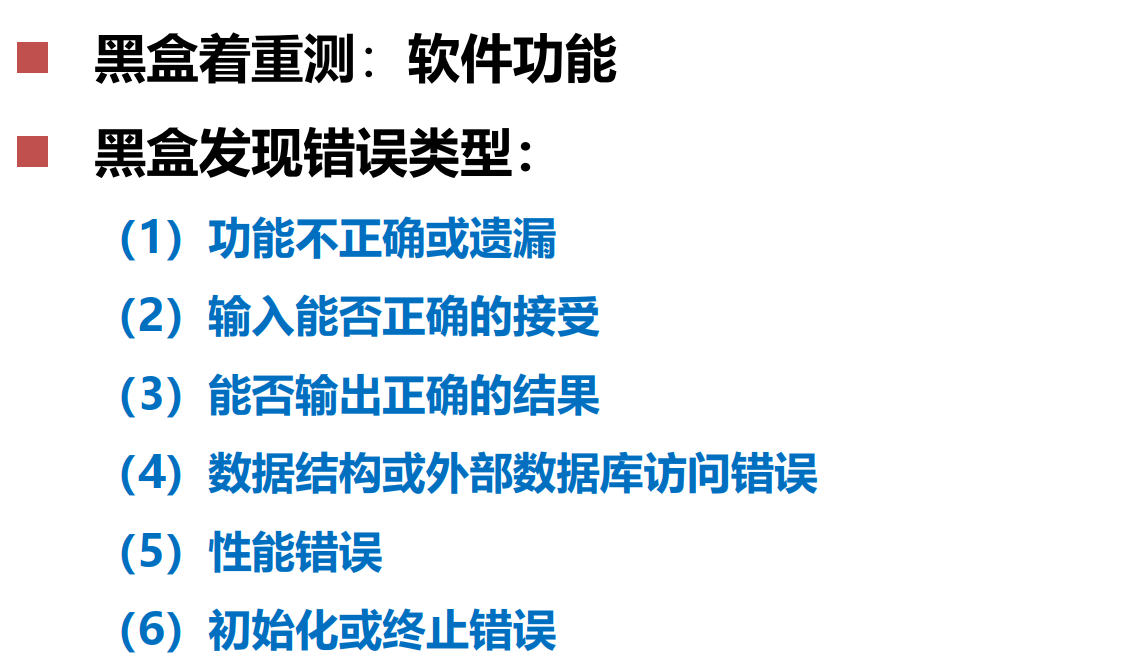 黑盒着重测：软件功能
黑盒发现错误类型：
（1）功能不正确或遗漏
（2）输入能否正确的接受
（3）能否输出正确的结果
（4）数据结构或外部数据库访问错误
（5）性能错误
（6）初始化或终止错误